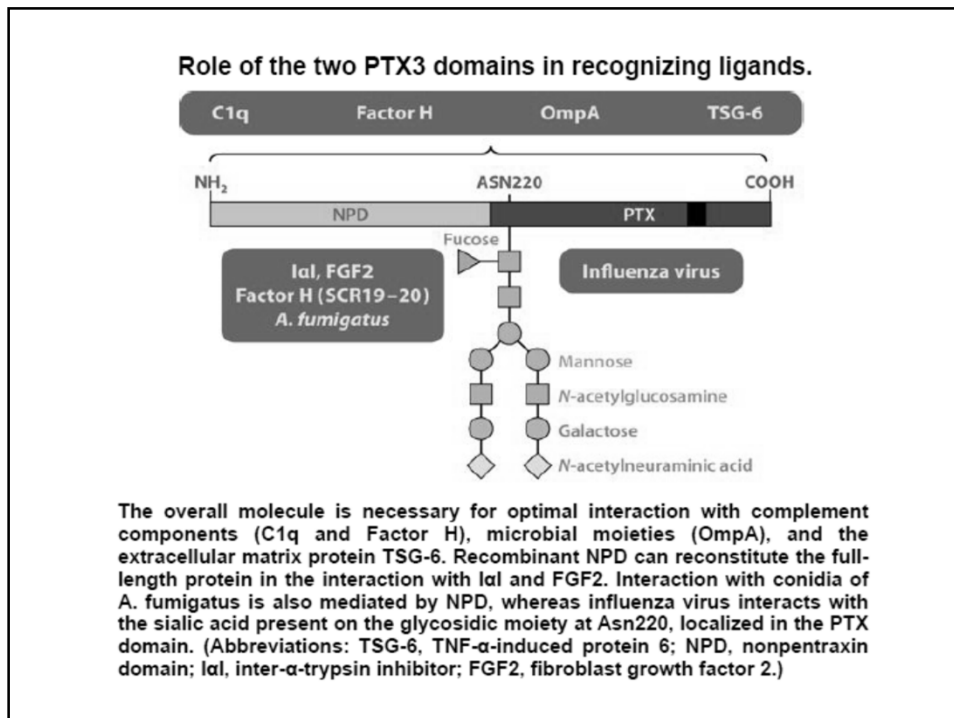 Role of the two PTX3 domains in recognizing ligands.
C1q Factor H OmpA TSG-6
NH2 ASN220 COOH
NPD PTX
Fucose
IαI, FGF2
Factor H (SCR19–20)
A. fumigatus
Influenza virus
Mannose
N-acetylglucosamine
Galactose
N-acetylneuraminic acid
The overall molecule is necessary for optimal interaction with complement
components (C1q and Factor H), microbial moieties (OmpA), and the
extracellular matrix protein TSG-6. Recombinant NPD can reconstitute the full-
length protein in the interaction with IαI and FGF2. Interaction with conidia of
A. fumigatus is also mediated by NPD, whereas influenza virus interacts with
the sialic acid present on the glycosidic moiety at Asn220, localized in the PTX
domain. (Abbreviations: TSG-6, TNF-α-induced protein 6; NPD, nonpentraxin
domain; IαI, inter-α-trypsin inhibitor; FGF2, fibroblast growth factor 2.)